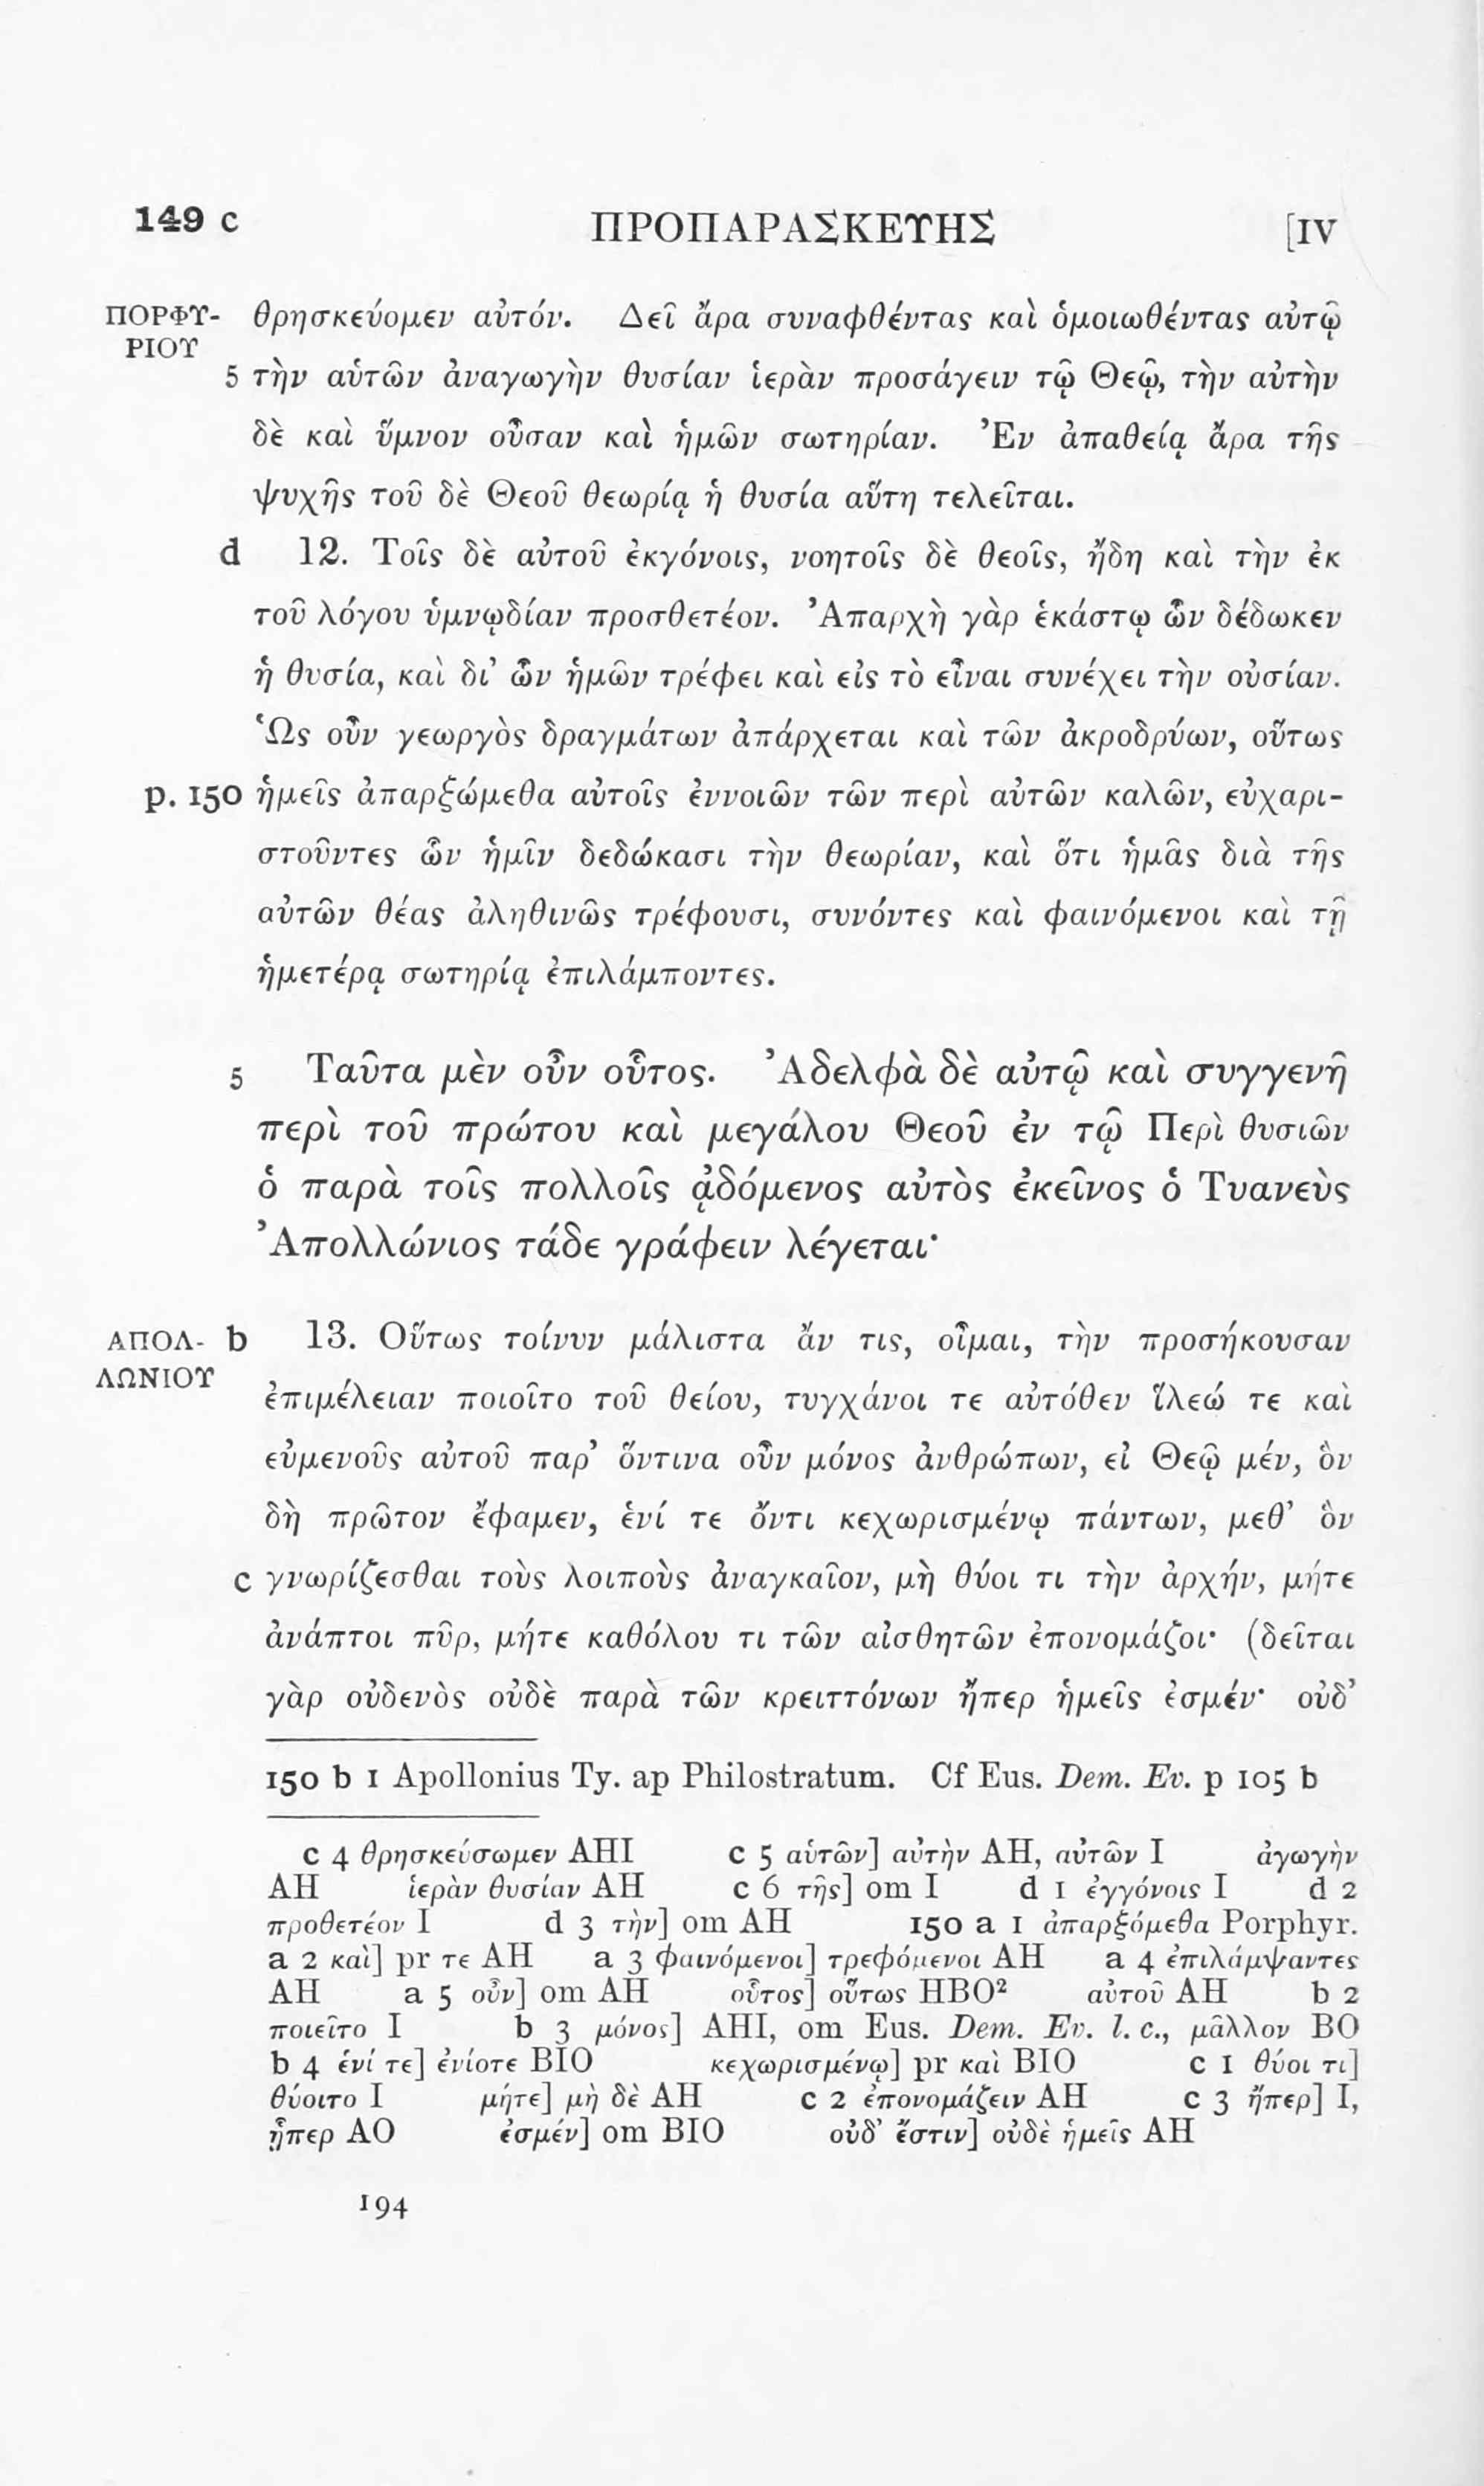 149 c ΠΡΟΠΑΡΑΣΚΕΥΗΣ [IV
ΠΟΡΦΥ- θρησκεύομεν αὐτόν. Δεῖ ἄρα συναφθέντας καὶ ὁμοιωθέντας αὐτῷ
ΡΙΟΥ
5 τὴν αὑτῶν ἀναγωγὴν θυσίαν ἱερὰν προσάγειν τῷ Θεῷ, τὴν αὐτὴν
δὲ καὶ ὕμνον οὖσαν καὶ ἡμῶν σωτηρίαν. Ἐν ἀπαθείᾳ ἄρα τῆς
ψυχῆς τοῦ δὲ Θεοῦ θεωρίᾳ ἡ θυσία αὕτη τελεῖται.
d 12. Τοῖς δὲ αὐτοῦ ἐκγόνοις, νοητοῖς δὲ θεοῖς, ἤδη καὶ τὴν ἐκ
τοῦ λόγου ὑμνῳδίαν προσθετέον. Ἀπαρχὴ γὰρ ἑκάστῳ ὧν δέδωκεν
ἡ θυσία, καὶ δι’ ὧν ἡμῶν τρέφει καὶ εἰς τὸ εἶναι συνέχει τὴν οὐσίαν.
Ὡς οὖν γεωργὸς δραγμάτων ἀπάρχεται καὶ τῶν ἀκροδρύων, οὕτως
p. 150 ἡμεῖς ἀπαρξώμεθα αὐτοῖς ἐννοιῶν τῶν περὶ αὐτῶν καλῶν, εὐχαρι-
στοῦντες ὧν ἡμῖν δεδώκασι τὴν θεωρίαν, καὶ ὅτι ἡμᾶς διὰ τῆς
αὐτῶν θέας ἀληθινῶς τρέφουσι, συνόντες καὶ φαινόμενοι καὶ τῇ
ἡμετέρᾳ σωτηρίᾳ ἐπιλάμποντες.
5 Ταῦτα μὲν οὖν οὗτος. Ἀδελφὰ δὲ αὐτῷ καὶ συγγενῆ
περὶ τοῦ πρώτου καὶ μεγάλου Θεοῦ ἐν τῷ Περὶ θυσιῶν
ὁ παρὰ τοῖς πολλοῖς ᾀδόμενος αὐτὸς ἐκεῖνος ὁ Τυανεὺς
Ἀπολλώνιος τάδε γράφειν λέγεται·
ΑΠΟΛ- b 13. Οὕτως τοίνυν μάλιστα ἄν τις, οἶμαι, τὴν προσήκουσαν
ΛΩΝΙΟΥ
ἐπιμέλειαν ποιοῖτο τοῦ θείου, τυγχάνοι τε αὐτόθεν ἵλεώ τε καὶ
εὐμενοῦς αὐτοῦ παρ’ ὅντινα οὖν μόνος ἀνθρώπων, εἰ Θεῷ μέν, ὃν
δὴ πρῶτον ἔφαμεν, ἑνί τε ὄντι κεχωρισμένῳ πάντων, μεθ’ ὃν
c γνωρίζεσθαι τοὺς λοιποὺς ἀναγκαῖον, μὴ θύοι τι τὴν ἀρχήν, μήτε
ἀνάπτοι πῦρ, μήτε καθόλου τι τῶν αἰσθητῶν ἐπονομάζοι· (δεῖται
γὰρ οὐδενὸς οὐδὲ παρὰ τῶν κρειττόνων ἤπερ ἡμεῖς ἐσμέν· οὐδ’
150 b 1 Apollonius Ty. ap Philostratum. Cf Eus. Dem. Ev. p 105 b
c 4 θρησκεύσωμεν AHI c 5 αὑτῶν] αὐτὴν AH, αὐτῶν I ἀγωγὴν
AH ἱερὰν θυσίαν AH c 6 τῆς] om I d 1 ἐγγόνοις I d 2
προθετέον I d 3 τὴν] om AH 150 a 1 ἀπαρξόμεθα Porphyr.
a 2 καὶ] pr τε AH a 3 φαινόμενοι] τρεφόμενοι AH a 4 ἐπιλάμψαντες
AH a 5 οὖν] om AH οὗτος] οὕτως HBO² αὐτοῦ AH b 2
ποιεῖτο I b 3 μόνος] AHI, om Eus. Dem. Ev. l. c., μᾶλλον BO
b 4 ἑνί τε] ἐνίοτε BIO κεχωρισμένῳ] pr καὶ BIO c 1 θύοι τι]
θύοιτο I μήτε] μὴ δὲ AH c 2 ἐπονομάζειν AH c 3 ἤπερ] I,
ᾗπερ AO ἐσμέν] om BIO οὐδ’ ἔστιν] οὐδὲ ἡμεῖς AH
194